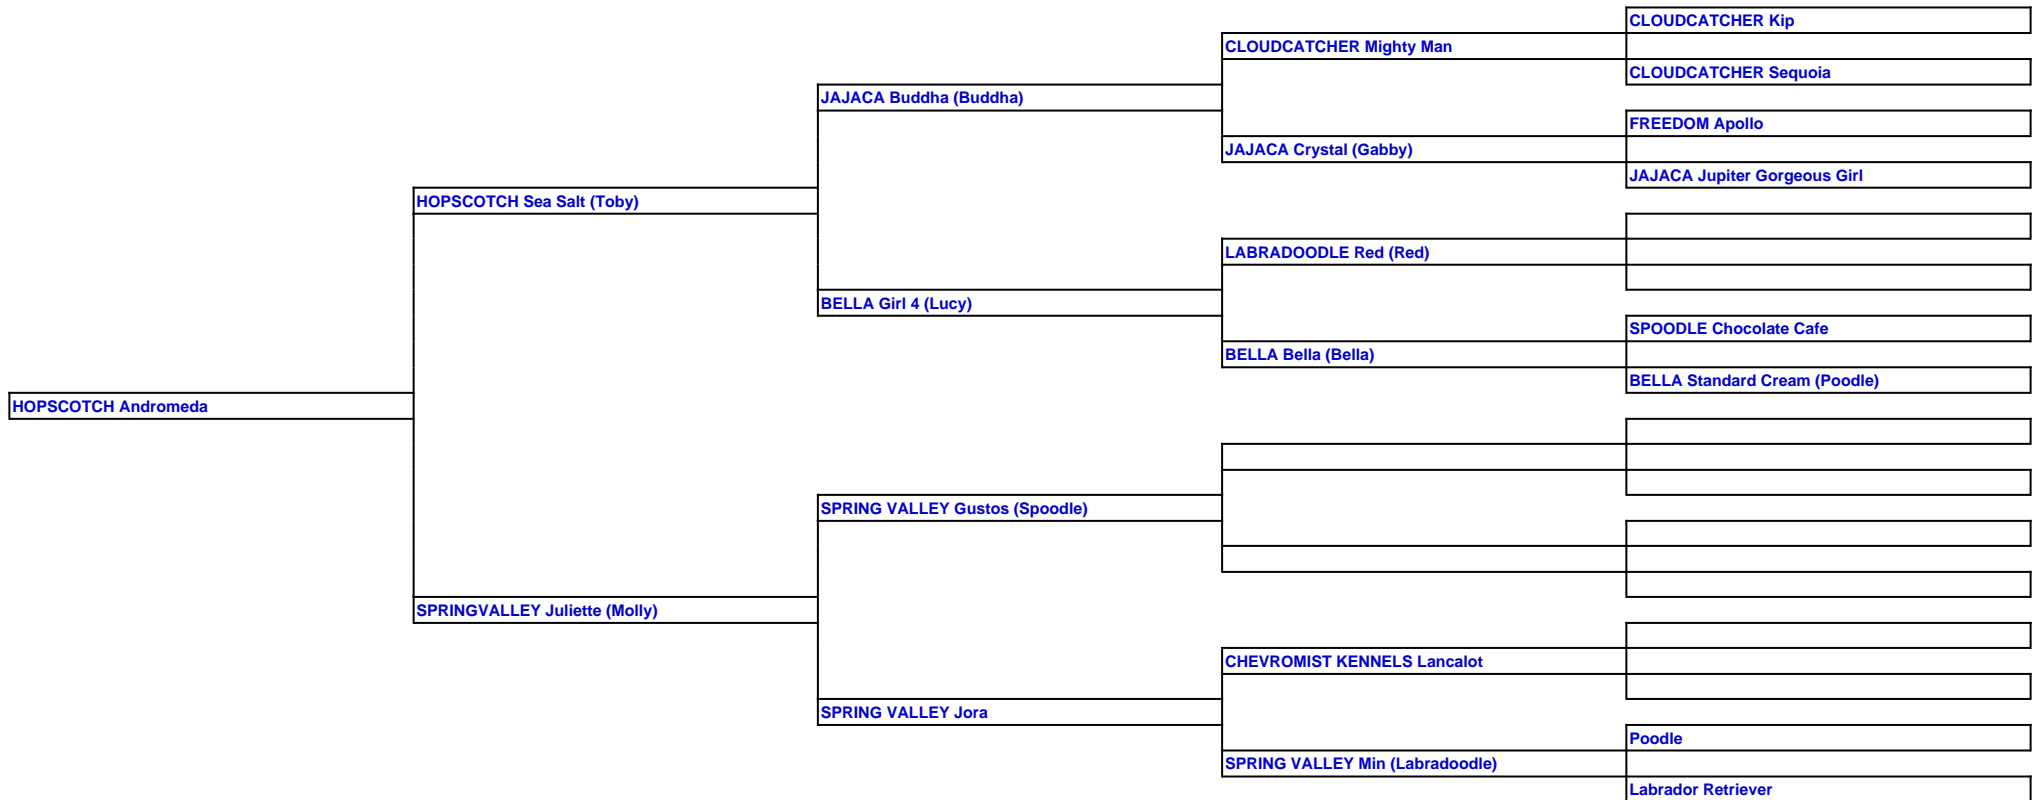 CLOUDCATCHER Kip
CLOUDCATCHER Mighty Man
CLOUDCATCHER Sequoia
JAJACA Buddha (Buddha)
FREEDOM Apollo
JAJACA Crystal (Gabby)
JAJACA Jupiter Gorgeous Girl
HOPSCOTCH Sea Salt (Toby)
LABRADOODLE Red (Red)
BELLA Girl 4 (Lucy)
SPOODLE Chocolate Cafe
BELLA Bella (Bella)
BELLA Standard Cream (Poodle)
HOPSCOTCH Andromeda
SPRING VALLEY Gustos (Spoodle)
SPRINGVALLEY Juliette (Molly)
CHEVROMIST KENNELS Lancalot
SPRING VALLEY Jora
Poodle
SPRING VALLEY Min (Labradoodle)
Labrador Retriever